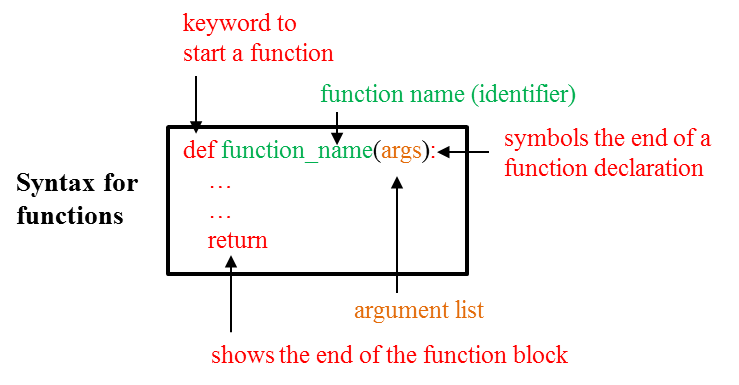 keyword to
start a function
function name (identifier)
def function_name(args):
symbols the end of a
function declaration
Syntax for
functions
…
…
return
argument list
shows the end of the function block